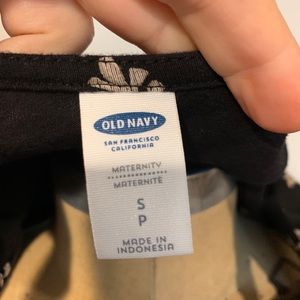 OLD NAVY
SAN FRANCISCO
CALIFORNIA
MATERNITY
MATERNITÉ
S
P
MADE IN
INDONESIA